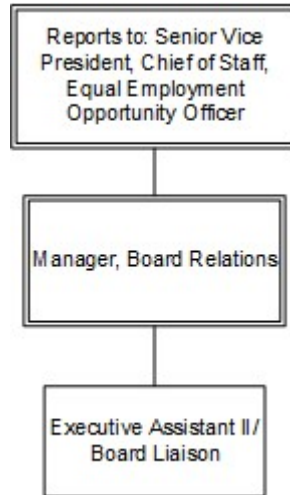 Reports to: Senior Vice
President, Chief of Staff,
Equal Employment
Opportunity Officer
Manager, Board Relations
Executive Assistant II/
Board Liaison